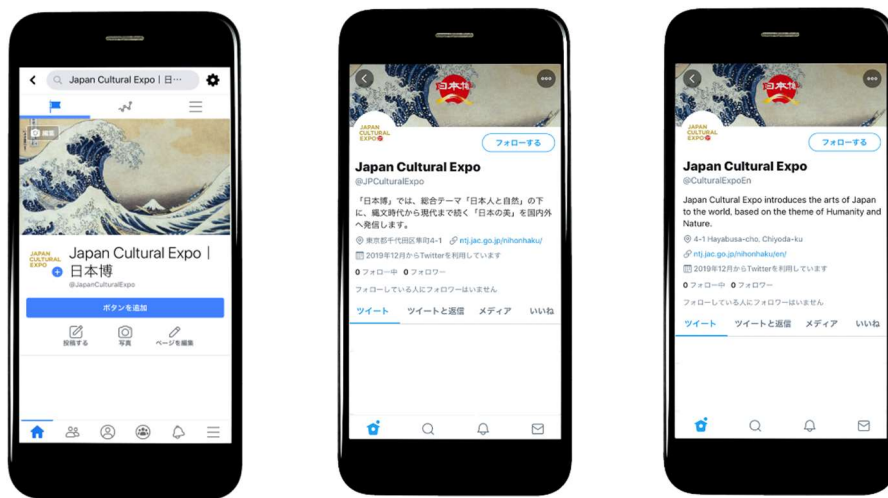 Japan Cultural Expo | 日…
編集
JAPAN
CULTURAL
EXPO
Japan Cultural Expo |
日本博
@JapanCulturalExpo
ボタンを追加
投稿する
写真
ページを編集
日本博
JAPAN
CULTURAL
EXPO
フォローする
Japan Cultural Expo
@JPCulturalExpo
「日本博」では、総合テーマ「日本人と自然」の下
に、縄文時代から現代まで続く「日本の美」を国内外
へ発信します。
東京都千代田区隼町4-1 ntj.jac.go.jp/nihonhaku/
2019年12月からTwitterを利用しています
0 フォロー中 0 フォロワー
フォローしている人にフォロワーはいません
ツイート ツイートと返信 メディア いいね
日本博
JAPAN
CULTURAL
EXPO
フォローする
Japan Cultural Expo
@CulturalExpoEn
Japan Cultural Expo introduces the arts of Japan
to the world, based on the theme of Humanity and
Nature.
4-1 Hayabusa-cho, Chiyoda-ku
ntj.jac.go.jp/nihonhaku/en/
2019年12月からTwitterを利用しています
0 フォロー中 0 フォロワー
フォローしている人にフォロワーはいません
ツイート ツイートと返信 メディア いいね